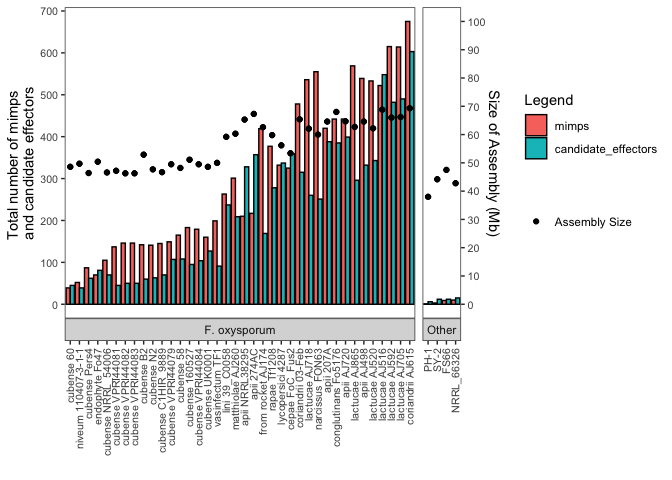 Total number of mimps
and candidate effectors
700
600
500
400
300
200
100
0
100
90
80
70
60
50
40
30
20
10
0
Size of Assembly (Mb)
Legend
mimps
candidate_effectors
Assembly Size
F. oxysporum
Other
cubense 60
niveum 110407-3-1-1
cubense Pers4
endophyte Fo47
cubense NRRL_54006
cubense VPRI44081
cubense VPRI44082
cubense VPRI44083
cubense B2
cubense N2
cubense C1HIR_9889
cubense VPRI44079
cubense 160527
cubense VPRI44084
cubense UK0001
vasinfectum TF1
lini 39_C0058
matthiolae AJ260
apii NRRL38295
apii 274AC
from rocket AJ174
rapae Tf1208
lycopersici 4287
cepae FoC_Fus2
coriandrii 03-Feb
lactucae AJ718
narcissus FON63
apii 207A
conglutinans Fo5176
apii AJ720
lactucae AJ865
apii AJ498
lactucae AJ520
lactucae AJ516
lactucae AJ592
lactucae AJ705
coriandrii AJ615
PH-1
SY-2
FS66
NRRL_66326